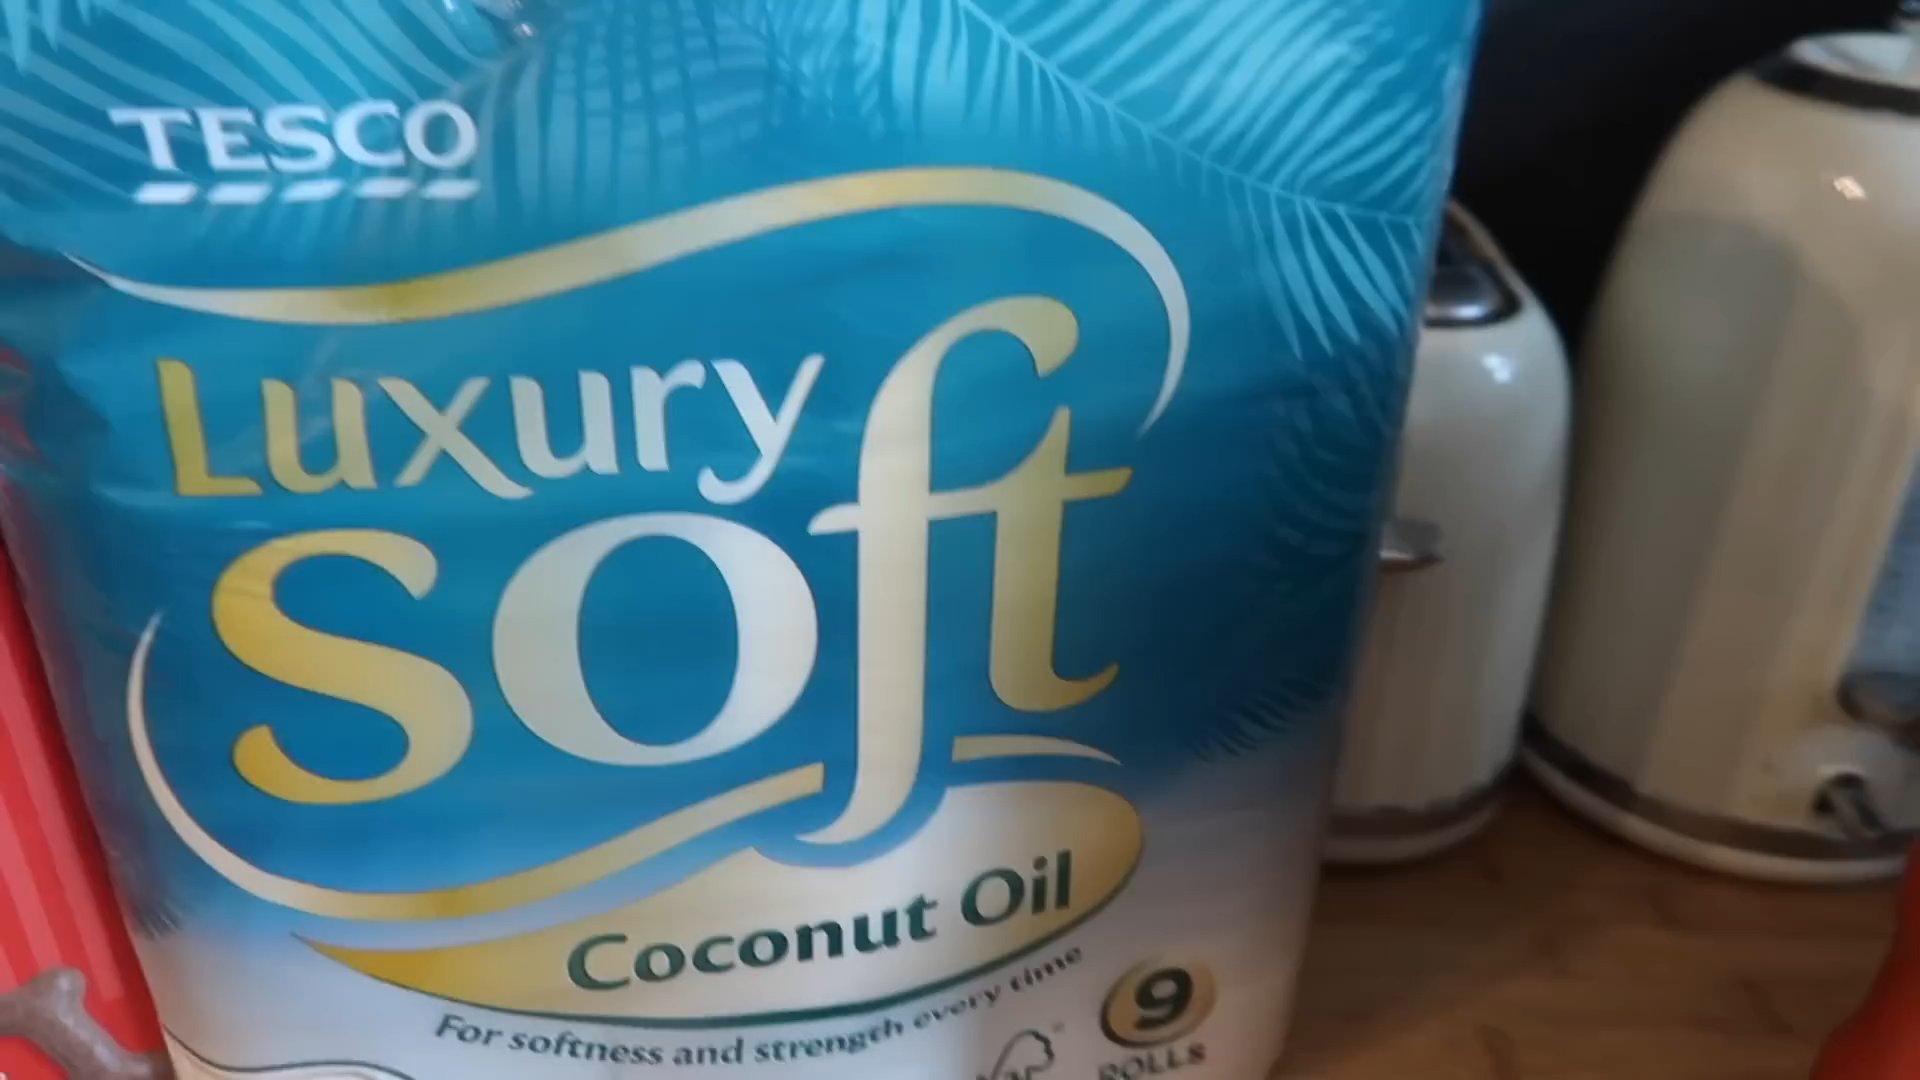 TESCO
Luxury
soft
Coconut Oil
For softness and strength every time
9
ROLLS